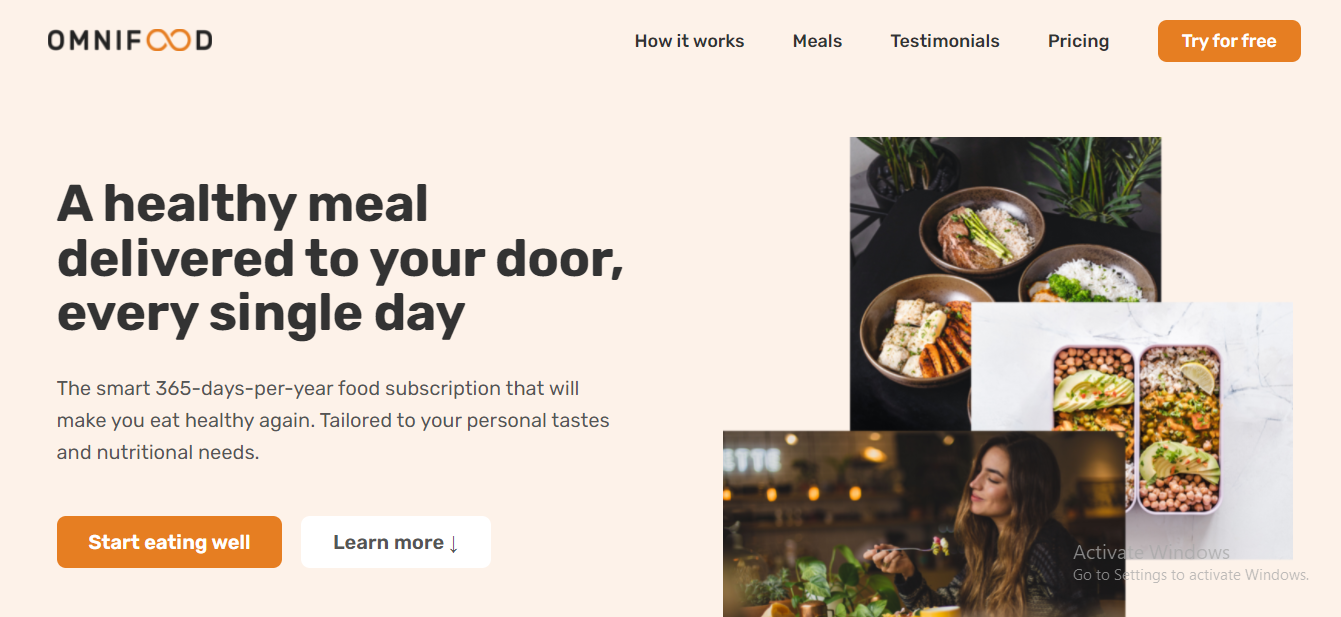 OMNIFOOD
How it works Meals Testimonials Pricing Try for free
A healthy meal
delivered to your door,
every single day
The smart 365-days-per-year food subscription that will
make you eat healthy again. Tailored to your personal tastes
and nutritional needs.
Start eating well Learn more ↓
Activate Windows
Go to Settings to activate Windows.